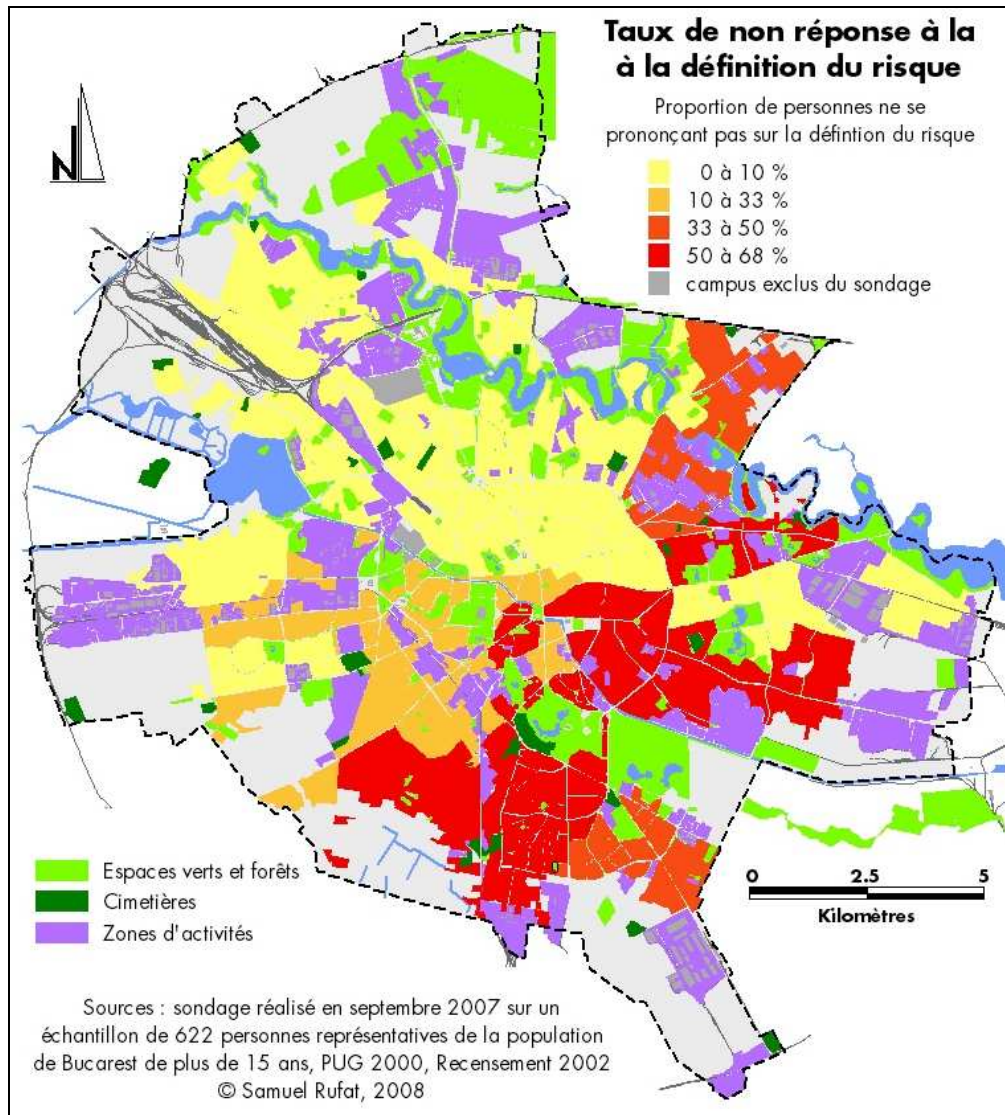 Taux de non réponse à la
à la définition du risque
Proportion de personnes ne se
prononçant pas sur la défintion du risque
0 à 10 %
10 à 33 %
33 à 50 %
50 à 68 %
campus exclus du sondage
N
Espaces verts et forêts
Cimetières
Zones d'activités
0 2.5 5
Kilomètres
Sources : sondage réalisé en septembre 2007 sur un
échantillon de 622 personnes représentatives de la population
de Bucarest de plus de 15 ans, PUG 2000, Recensement 2002
© Samuel Rufat, 2008